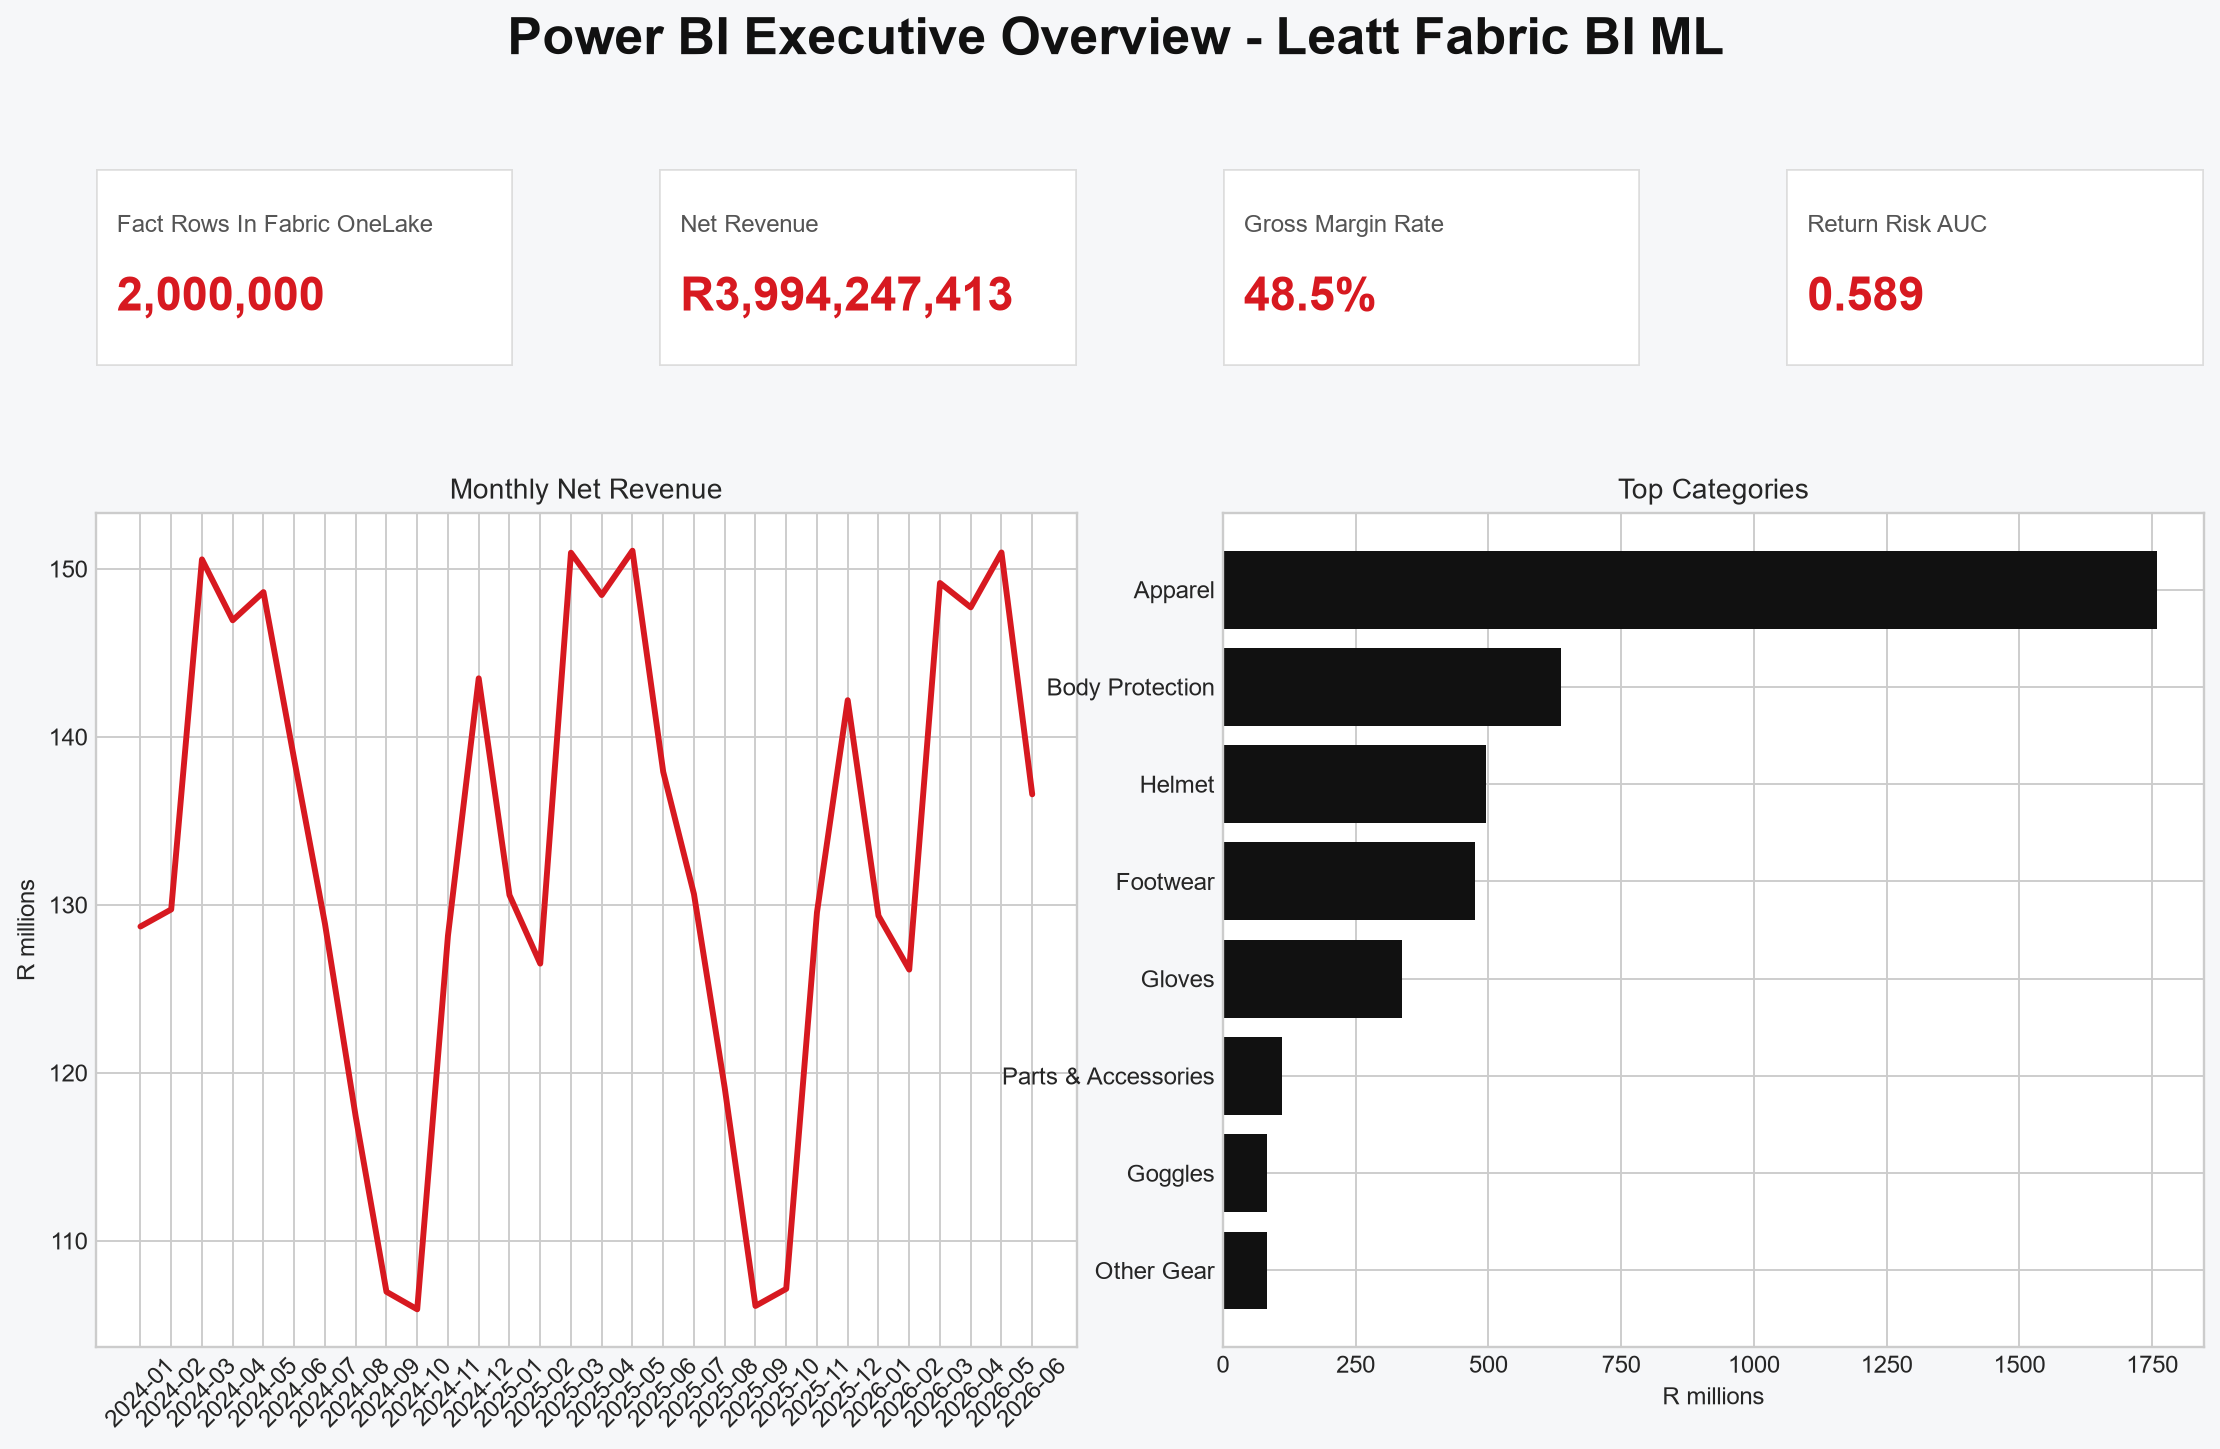 Power BI Executive Overview - Leatt Fabric BI ML
Fact Rows In Fabric OneLake
2,000,000
Net Revenue
R3,994,247,413
Gross Margin Rate
48.5%
Return Risk AUC
0.589
Monthly Net Revenue
R millions
150
140
130
120
110
2024-01
2024-02
2024-03
2024-04
2024-05
2024-06
2024-07
2024-08
2024-09
2024-10
2024-11
2024-12
2025-01
2025-02
2025-03
2025-04
2025-05
2025-06
2025-07
2025-08
2025-09
2025-10
2025-11
2025-12
2026-01
2026-02
2026-03
2026-04
2026-05
2026-06
Top Categories
Apparel
Body Protection
Helmet
Footwear
Gloves
Parts & Accessories
Goggles
Other Gear
0
250
500
750
1000
1250
1500
1750
R millions